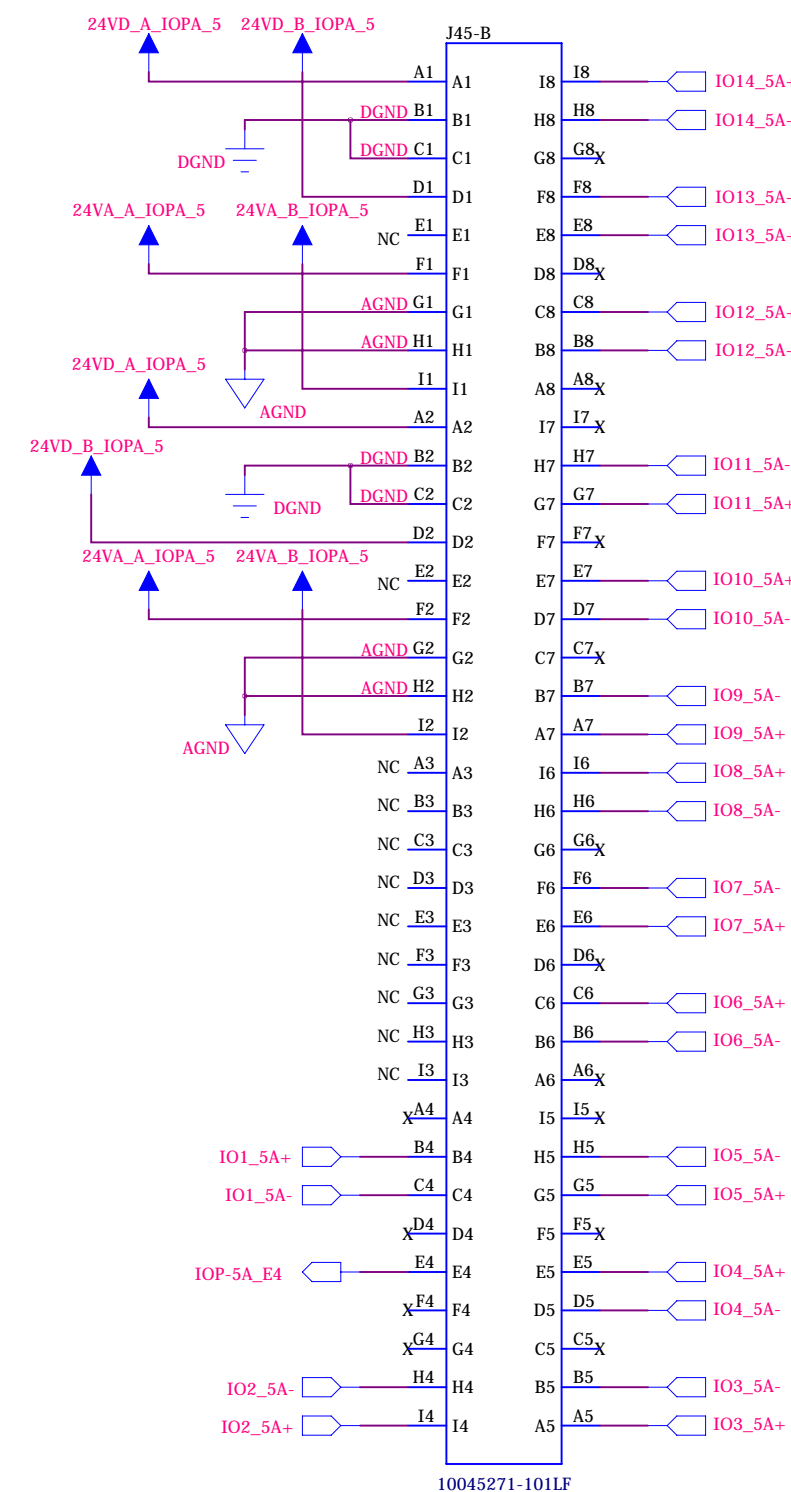 24VD_A_IOPA_5 24VD_B_IOPA_5
J45-B
A1 A1 I8 I8 IO14_5A-
DGND B1 B1 H8 H8 IO14_5A-
DGND
DGND C1 C1 G8 G8 X
D1 D1 F8 F8 IO13_5A-
24VA_A_IOPA_5 24VA_B_IOPA_5
NC E1 E1 E8 E8 IO13_5A-
F1 F1 D8 D8 X
AGND G1 G1 C8 C8 IO12_5A-
AGND H1 H1 B8 B8 IO12_5A-
24VD_A_IOPA_5
I1 I1 A8 A8 X
AGND
A2 A2 I7 I7 X
24VD_B_IOPA_5
DGND B2 B2 H7 H7 IO11_5A-
DGND C2 C2 G7 G7 IO11_5A+
DGND
D2 D2 F7 F7 X
24VA_A_IOPA_5 24VA_B_IOPA_5
NC E2 E2 E7 E7 IO10_5A+
F2 F2 D7 D7 IO10_5A-
AGND G2 G2 C7 C7 X
AGND H2 H2 B7 B7 IO9_5A-
I2 I2 A7 A7 IO9_5A+
AGND
NC A3 A3 I6 I6 IO8_5A+
NC B3 B3 H6 H6 IO8_5A-
NC C3 C3 G6 G6 X
NC D3 D3 F6 F6 IO7_5A-
NC E3 E3 E6 E6 IO7_5A+
NC F3 F3 D6 D6 X
NC G3 G3 C6 C6 IO6_5A+
NC H3 H3 B6 B6 IO6_5A-
NC I3 I3 A6 A6 X
X A4 A4 I5 I5 X
IO1_5A+ B4 B4 H5 H5 IO5_5A-
IO1_5A- C4 C4 G5 G5 IO5_5A+
X D4 D4 F5 F5 X
IOP-5A_E4 E4 E4 E5 E5 IO4_5A+
X F4 F4 D5 D5 IO4_5A-
X G4 G4 C5 C5 X
IO2_5A- H4 H4 B5 B5 IO3_5A-
IO2_5A+ I4 I4 A5 A5 IO3_5A+
10045271-101LF